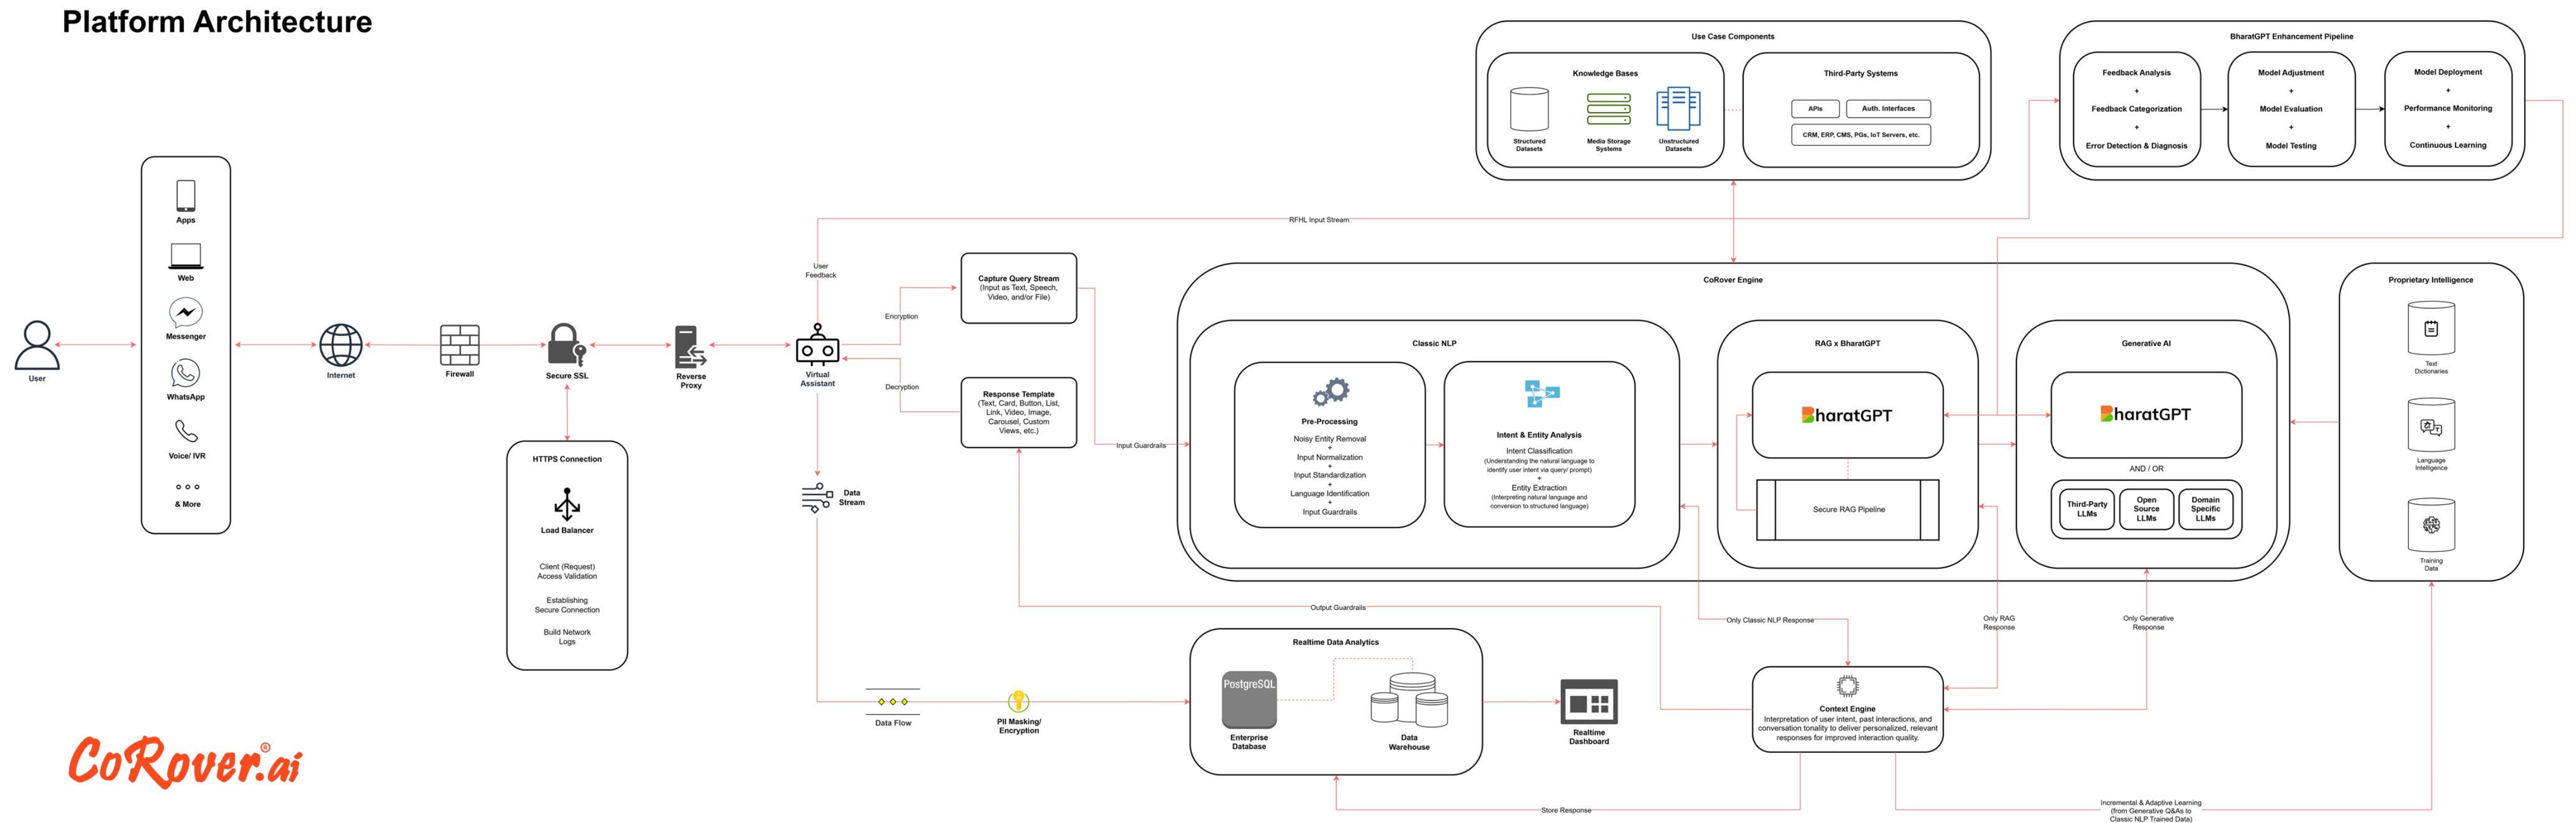 Platform Architecture
User
Apps
Web
Messenger
WhatsApp
Voice/ IVR
& More
Internet
Firewall
Secure SSL
HTTPS Connection
Load Balancer
Client (Request)
Access Validation
Establishing
Secure Connection
Build Network
Logs
Reverse
Proxy
User
Feedback
Virtual
Assistant
Data
Stream
Encryption
Decryption
Capture Query Stream
(Input as Text, Speech,
Video, and/or File)
Response Template
(Text, Card, Button, List,
Link, Video, Image,
Carousel, Custom
Views, etc.)
RFHL Input Stream
Input Guardrails
Use Case Components
Knowledge Bases
Structured
Datasets
Media Storage
Systems
Unstructured
Datasets
Third-Party Systems
APIs
Auth. Interfaces
CRM, ERP, CMS, PGs, IoT Servers, etc.
BharatGPT Enhancement Pipeline
Feedback Analysis
+
Feedback Categorization
+
Error Detection & Diagnosis
Model Adjustment
+
Model Evaluation
+
Model Testing
Model Deployment
+
Performance Monitoring
+
Continuous Learning
CoRover Engine
Classic NLP
Pre-Processing
Noisy Entity Removal
+
Input Normalization
+
Input Standardization
+
Language Identification
+
Input Guardrails
Intent & Entity Analysis
Intent Classification
(Understanding the natural language to
identify user intent via query/ prompt)
+
Entity Extraction
(Interpreting natural language and
conversion to structured language)
RAG x BharatGPT
BharatGPT
Secure RAG Pipeline
Generative AI
BharatGPT
AND / OR
Third-Party
LLMs
Open
Source
LLMs
Domain
Specific
LLMs
Proprietary Intelligence
Text
Dictionaries
Language
Intelligence
Training
Data
Output Guardrails
Only Classic NLP Response
Only RAG
Response
Only Generative
Response
Context Engine
Interpretation of user intent, past interactions, and
conversation tonality to deliver personalized, relevant
responses for improved interaction quality.
Data Flow
PII Masking/
Encryption
Realtime Data Analytics
PostgreSQL
Enterprise
Database
Data
Warehouse
Realtime
Dashboard
Store Response
Incremental & Adaptive Learning
(from Generative Q&As to
Classic NLP Trained Data)
CoRover.ai®